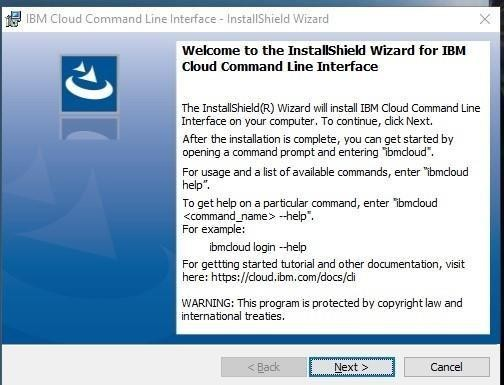 IBM Cloud Command Line Interface - InstallShield Wizard
Welcome to the InstallShield Wizard for IBM
Cloud Command Line Interface
The InstallShield(R) Wizard will install IBM Cloud Command Line
Interface on your computer. To continue, click Next.
After the installation is complete, you can get started by
opening a command prompt and entering "ibmcloud".
For usage and a list of available commands, enter "ibmcloud
help”.
To get help on a particular command, enter "ibmcloud
<command_name> --help".
For example:
ibmcloud login --help
For gettting started tutorial and other documentation, visit
here: https://cloud.ibm.com/docs/cli
WARNING: This program is protected by copyright law and
international treaties.
< Back
Next >
Cancel